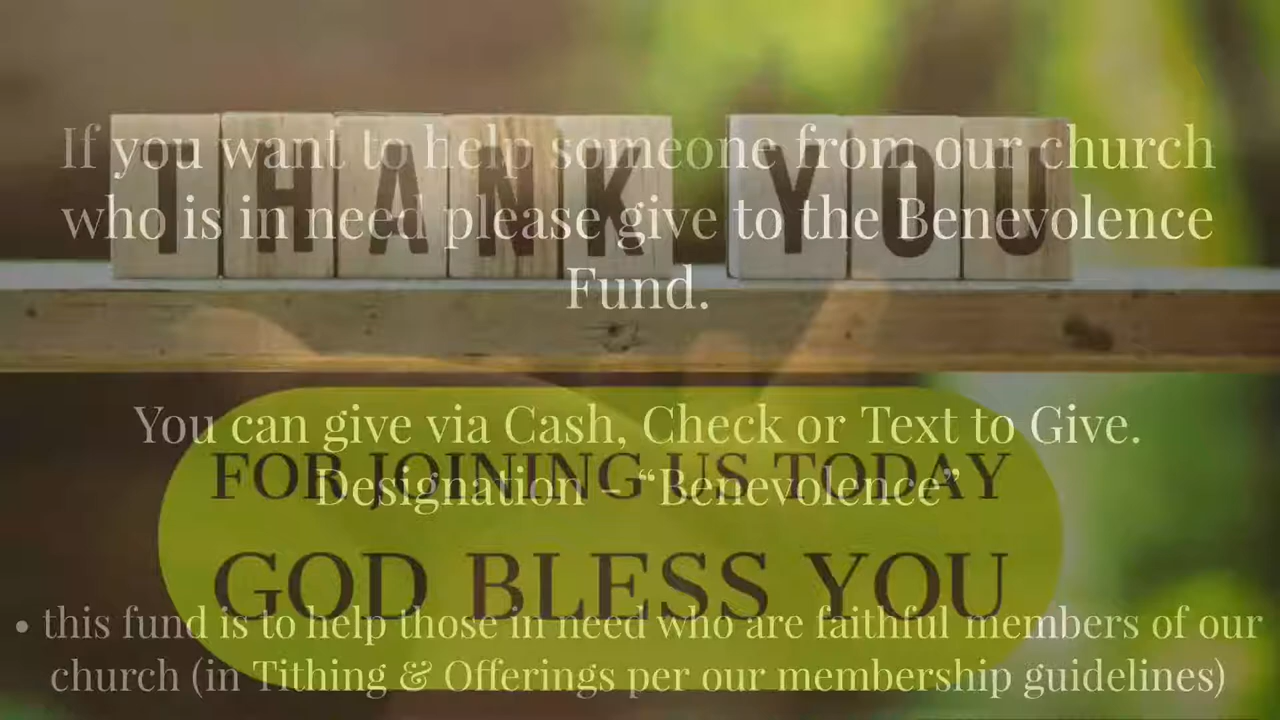 THANK YOU
If you want to help someone from our church
who is in need please give to the Benevolence
Fund.
You can give via Cash, Check or Text to Give.
FOR JOINING US TODAY
Designation – “Benevolence”
GOD BLESS YOU
• this fund is to help those in need who are faithful members of our
church (in Tithing & Offerings per our membership guidelines)